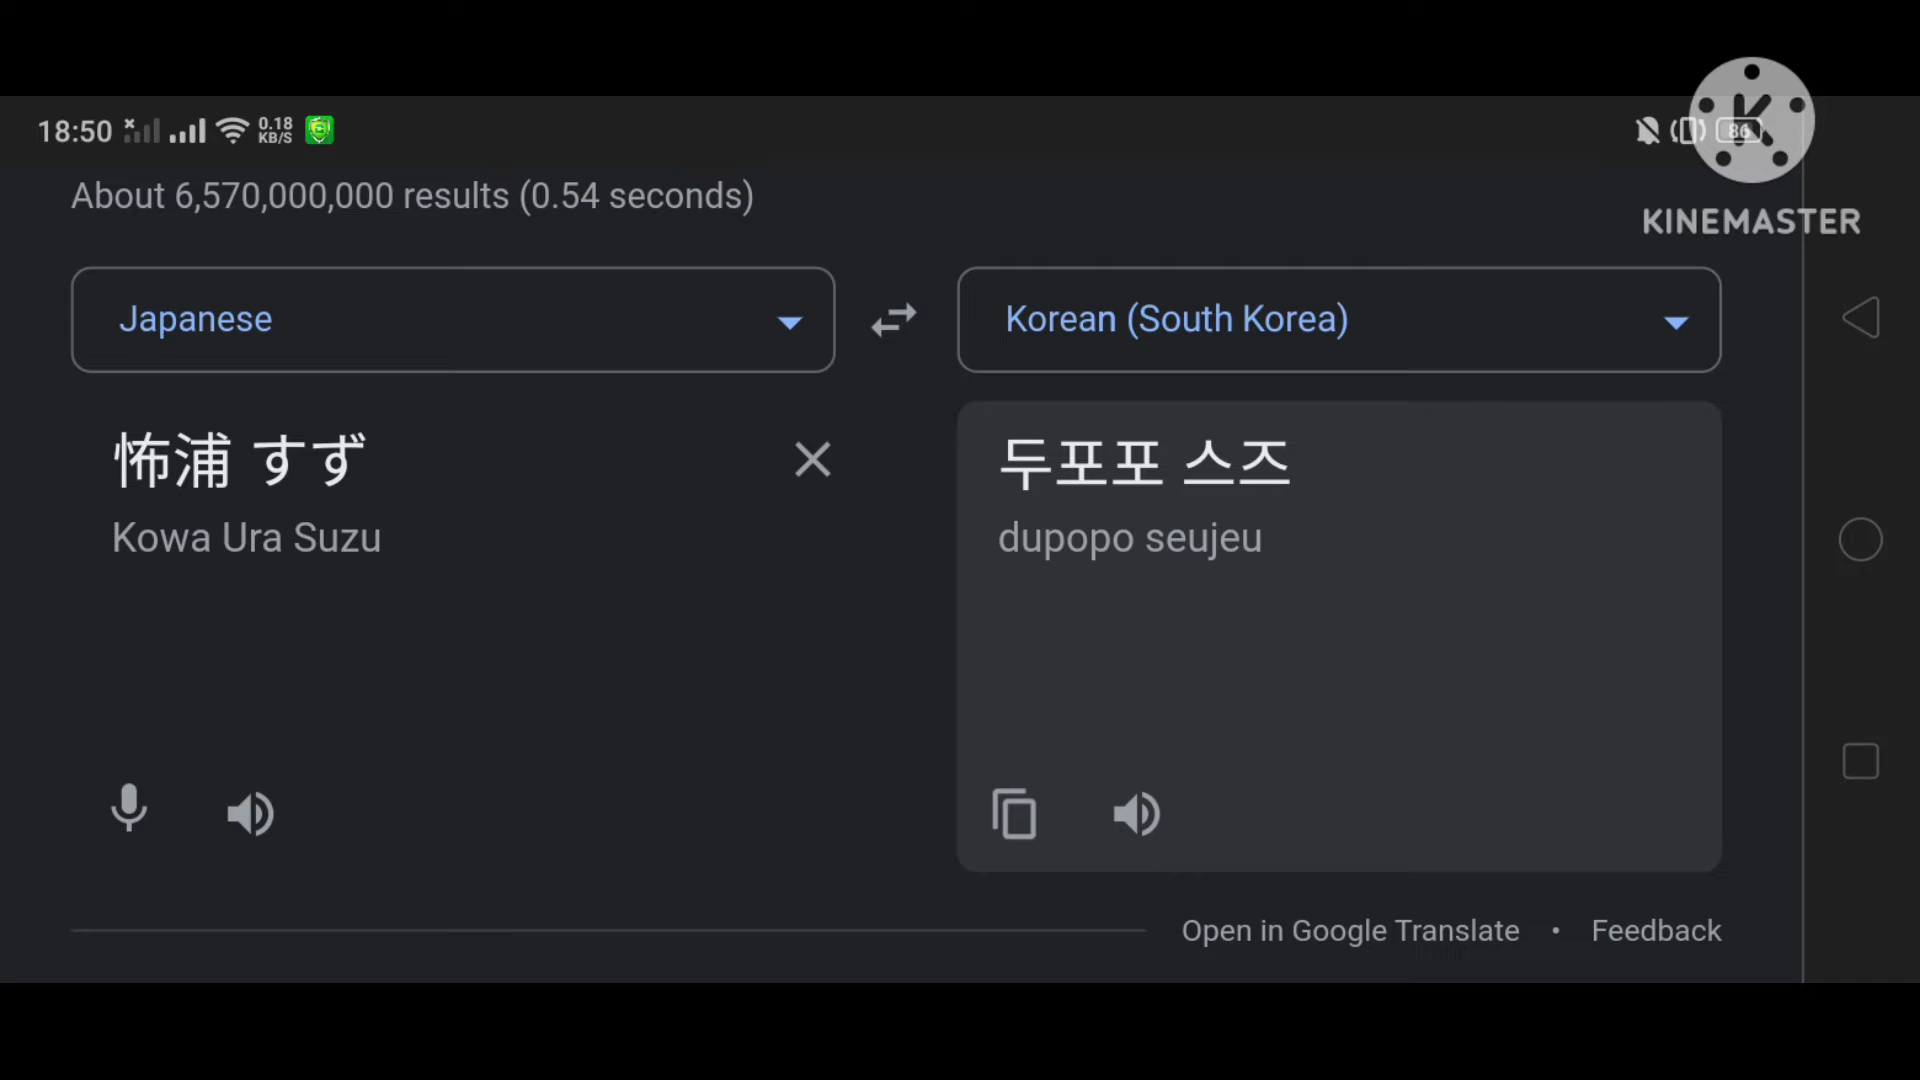 18:50 0.18 KB/S 86
About 6,570,000,000 results (0.54 seconds)
KINEMASTER
Japanese Korean (South Korea)
怖浦 すず 두포포 스즈
Kowa Ura Suzu dupopo seujeu
Open in Google Translate • Feedback